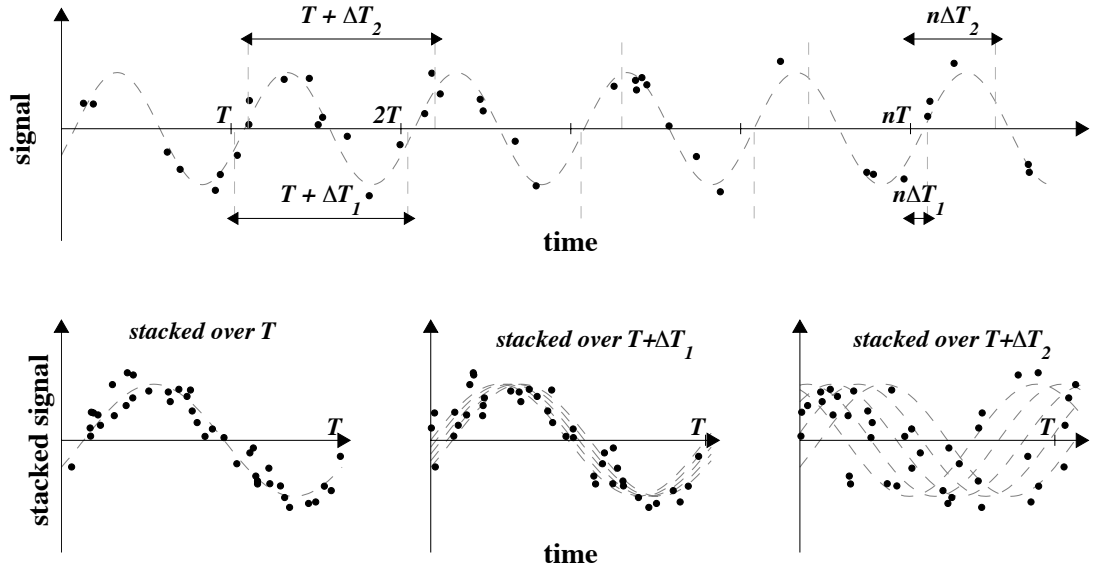 T + ΔT₂
nΔT₂
signal
T
2T
nT
T + ΔT₁
nΔT₁
time
stacked over T
stacked over T+ΔT₁
stacked over T+ΔT₂
stacked signal
T
T
T
time